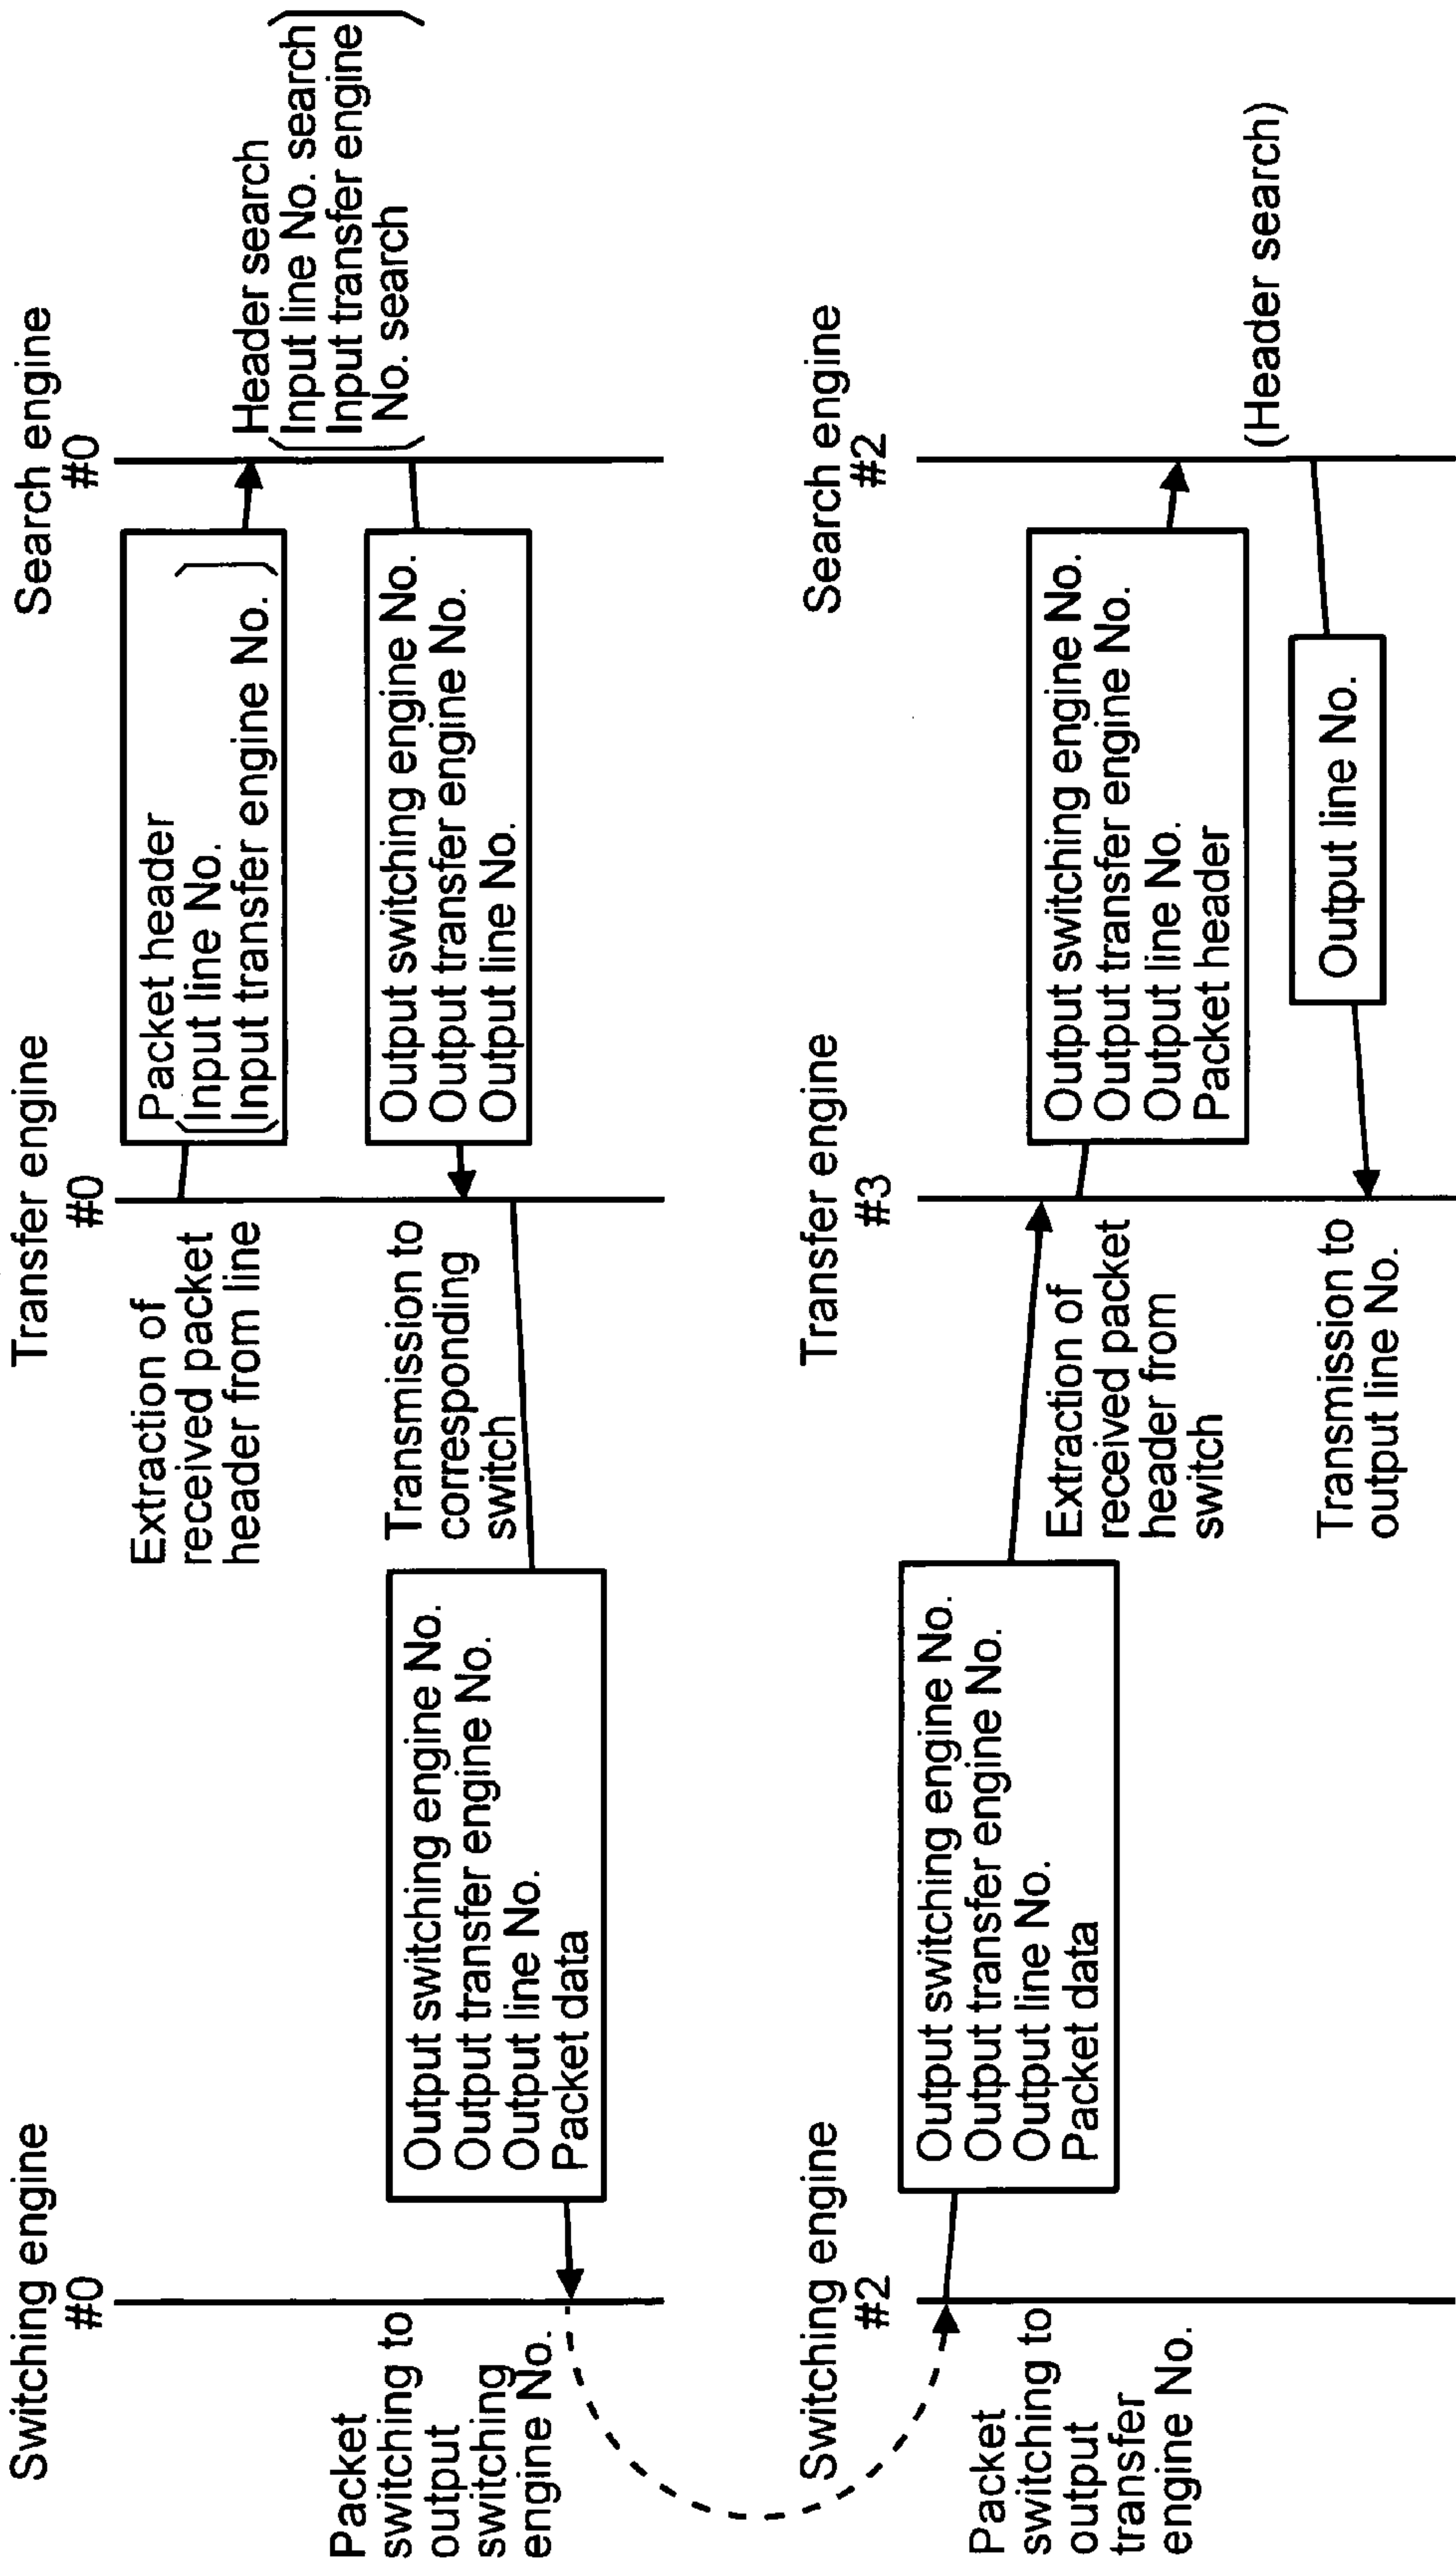 Switching engine
#0
Transfer engine
#0
Search engine
#0
Extraction of
received packet
header from line
Packet header
Input line No.
Input transfer engine No.
Header search
Input line No. search
Input transfer engine
No. search
Output switching engine No.
Output transfer engine No.
Output line No.
Transmission to
corresponding
switch
Output switching engine No.
Output transfer engine No.
Output line No.
Packet data
Packet
switching to
output
switching
engine No.
Switching engine
#2
Transfer engine
#3
Search engine
#2
Packet
switching to
output
transfer
engine No.
Output switching engine No.
Output transfer engine No.
Output line No.
Packet data
Extraction of
received packet
header from
switch
Output switching engine No.
Output transfer engine No.
Output line No.
Packet header
(Header search)
Output line No.
Transmission to
output line No.